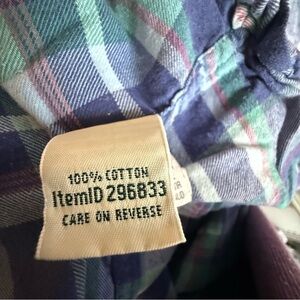 100% COTTON
ItemID 296833
CARE ON REVERSE